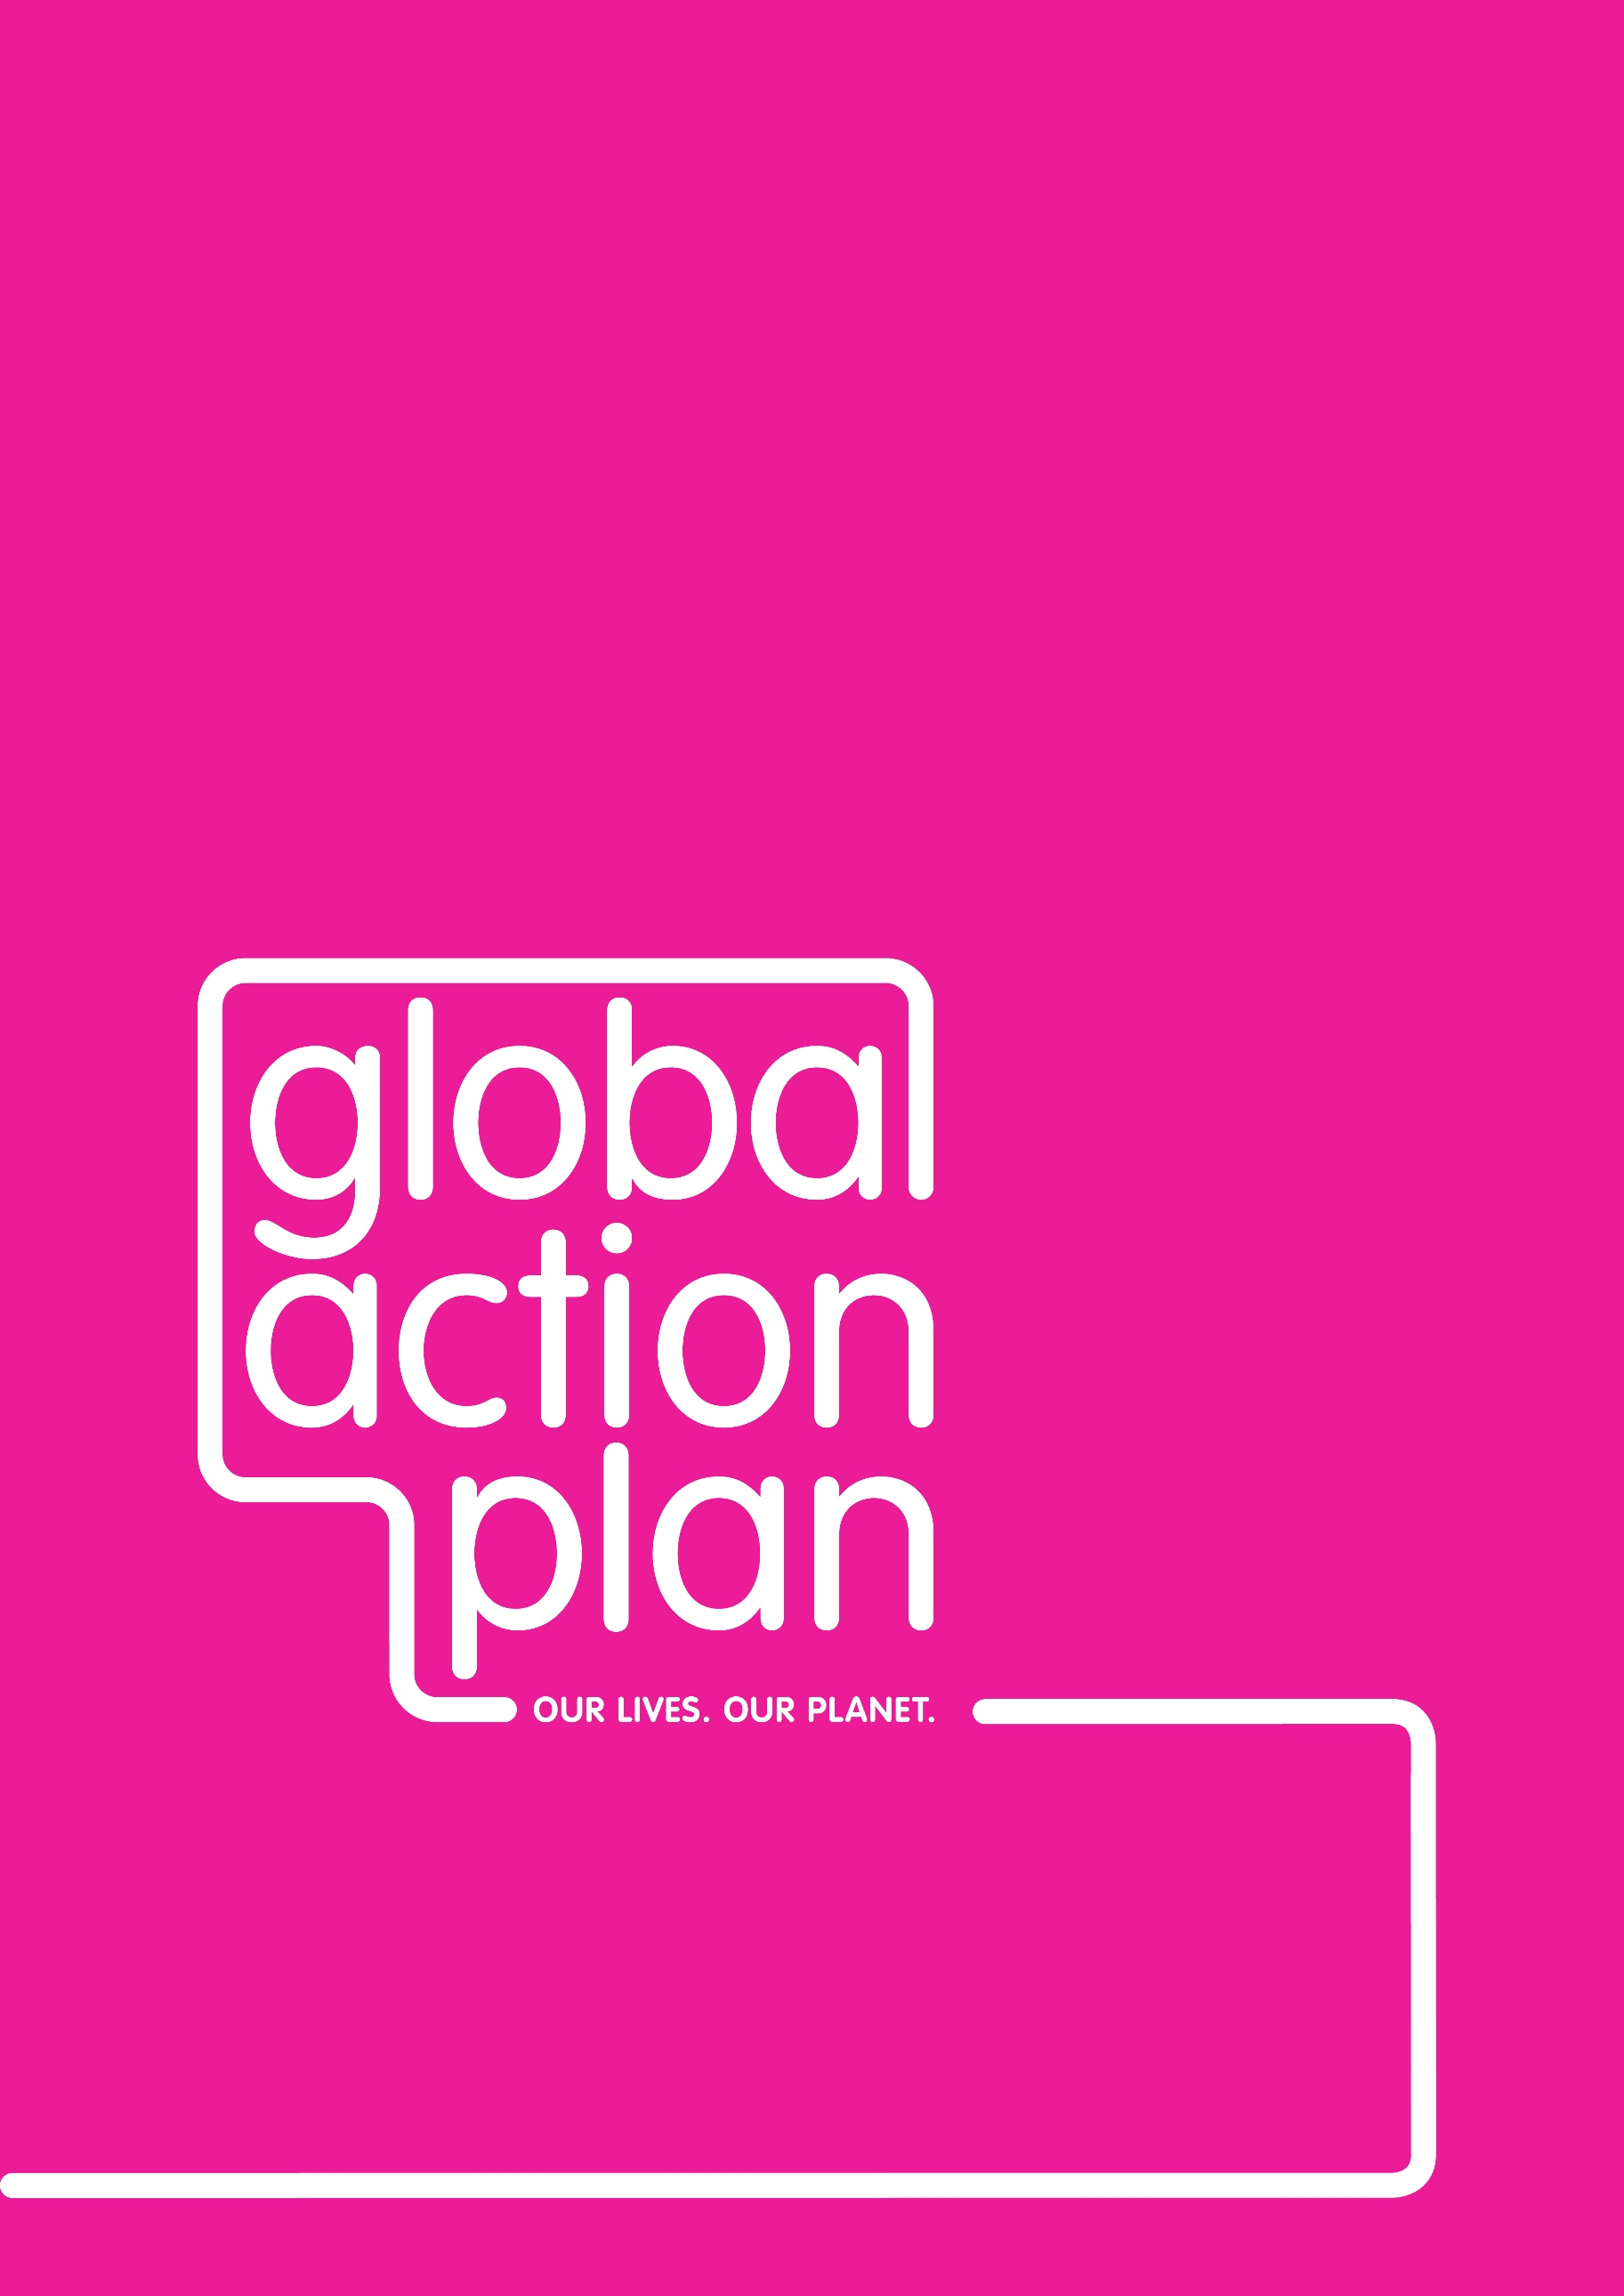 global
action
plan
OUR LIVES. OUR PLANET.